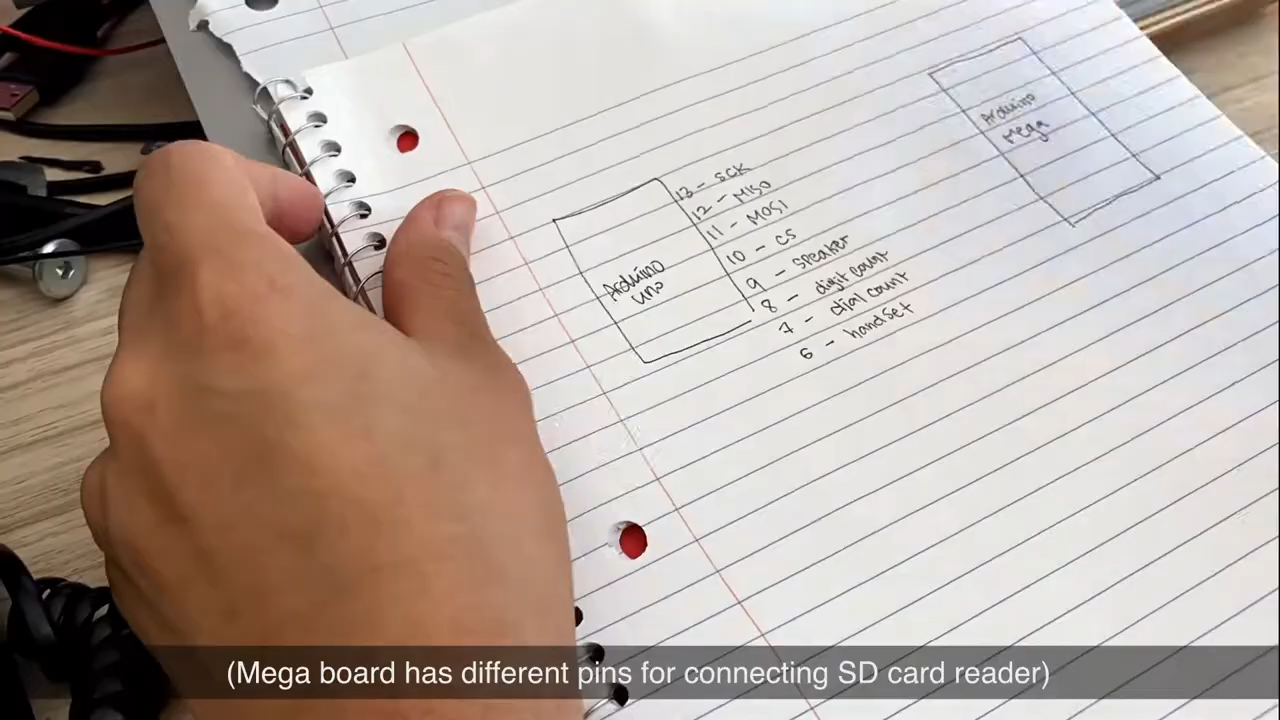 13 - SCK
12 - MISO
11 - MOSI
10 - CS
9 - speaker
8 - digit count
7 - dial count
6 - handset
Arduino
uno
Arduino
Mega
(Mega board has different pins for connecting SD card reader)